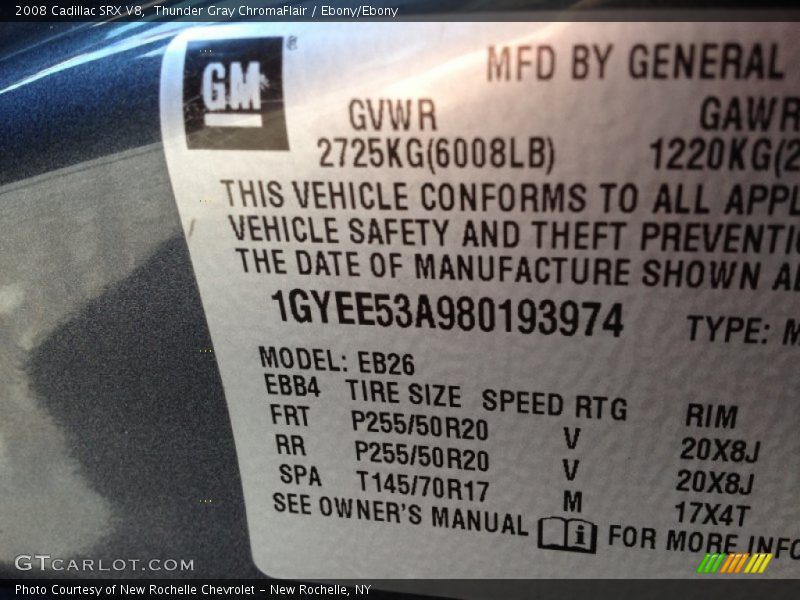 2008 Cadillac SRX V8, Thunder Gray ChromaFlair / Ebony/Ebony
GM ®
MFD BY GENERAL
GVWR GAWR
2725KG(6008LB) 1220KG(2
THIS VEHICLE CONFORMS TO ALL APPL
VEHICLE SAFETY AND THEFT PREVENTI
THE DATE OF MANUFACTURE SHOWN A
1GYEE53A980193974 TYPE: M
MODEL: EB26
EBB4 TIRE SIZE SPEED RTG RIM
FRT P255/50R20 V 20X8J
RR P255/50R20 V 20X8J
SPA T145/70R17 M 17X4T
SEE OWNER'S MANUAL i FOR MORE INFO
GTCARLOT.COM
Photo Courtesy of New Rochelle Chevrolet - New Rochelle, NY